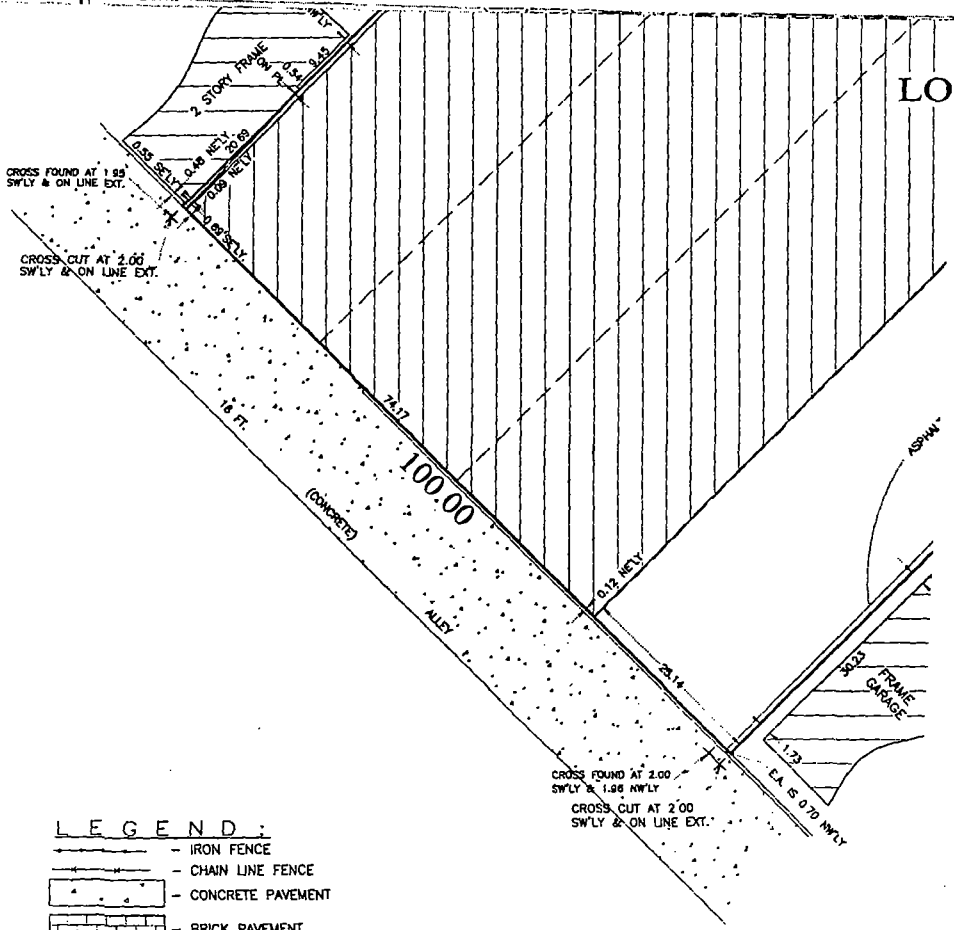 LO
2 STORY FRAME
ON PL
0.54
9.45
0.55 SE'LY
0.48 NE'LY
20.69
0.09 NE'LY
CROSS FOUND AT 1.95
SW'LY & ON LINE EXT.
0.69 SE'LY
CROSS CUT AT 2.00
SW'LY & ON LINE EXT.
74.17
100.00
16 FT.
(CONCRETE)
ALLEY
0.12 NE'LY
25.14
30.23
FRAME
GARAGE
1.73
E.A. IS 0.70 NW'LY
CROSS FOUND AT 2.00
SW'LY & 1.96 NW'LY
CROSS CUT AT 2.00
SW'LY & ON LINE EXT.
LEGEND:
- IRON FENCE
- CHAIN LINE FENCE
- CONCRETE PAVEMENT
- BRICK PAVEMENT